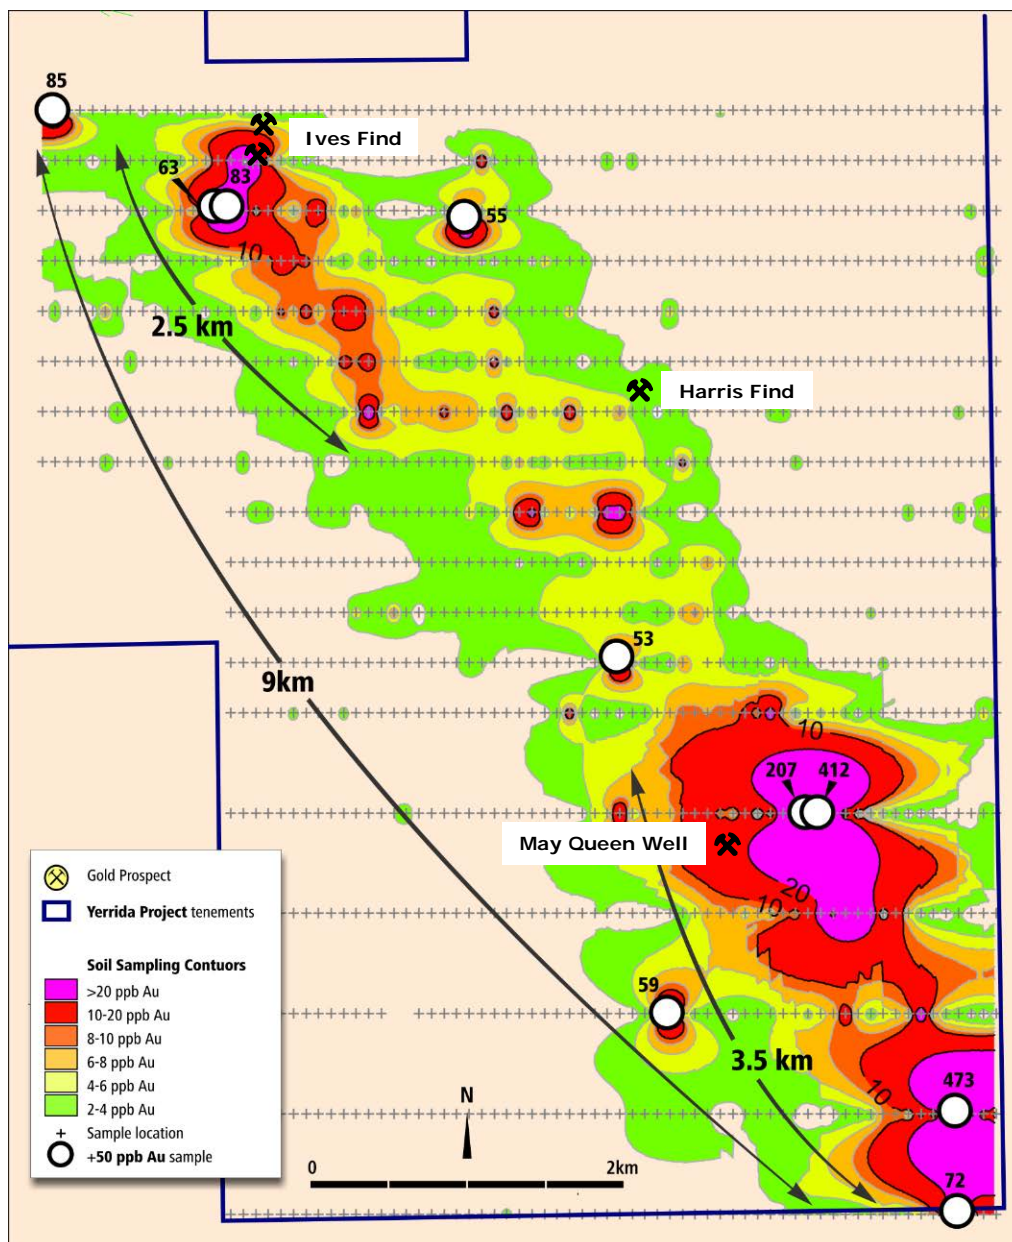 85
Ives Find
63
83
55
10
2.5 km
Harris Find
53
9km
10
207
412
May Queen Well
20
10
59
3.5 km
473
10
72
Gold Prospect
Yerrida Project tenements
Soil Sampling Contuors
>20 ppb Au
10-20 ppb Au
8-10 ppb Au
6-8 ppb Au
4-6 ppb Au
2-4 ppb Au
+ Sample location
+50 ppb Au sample
N
0
2km